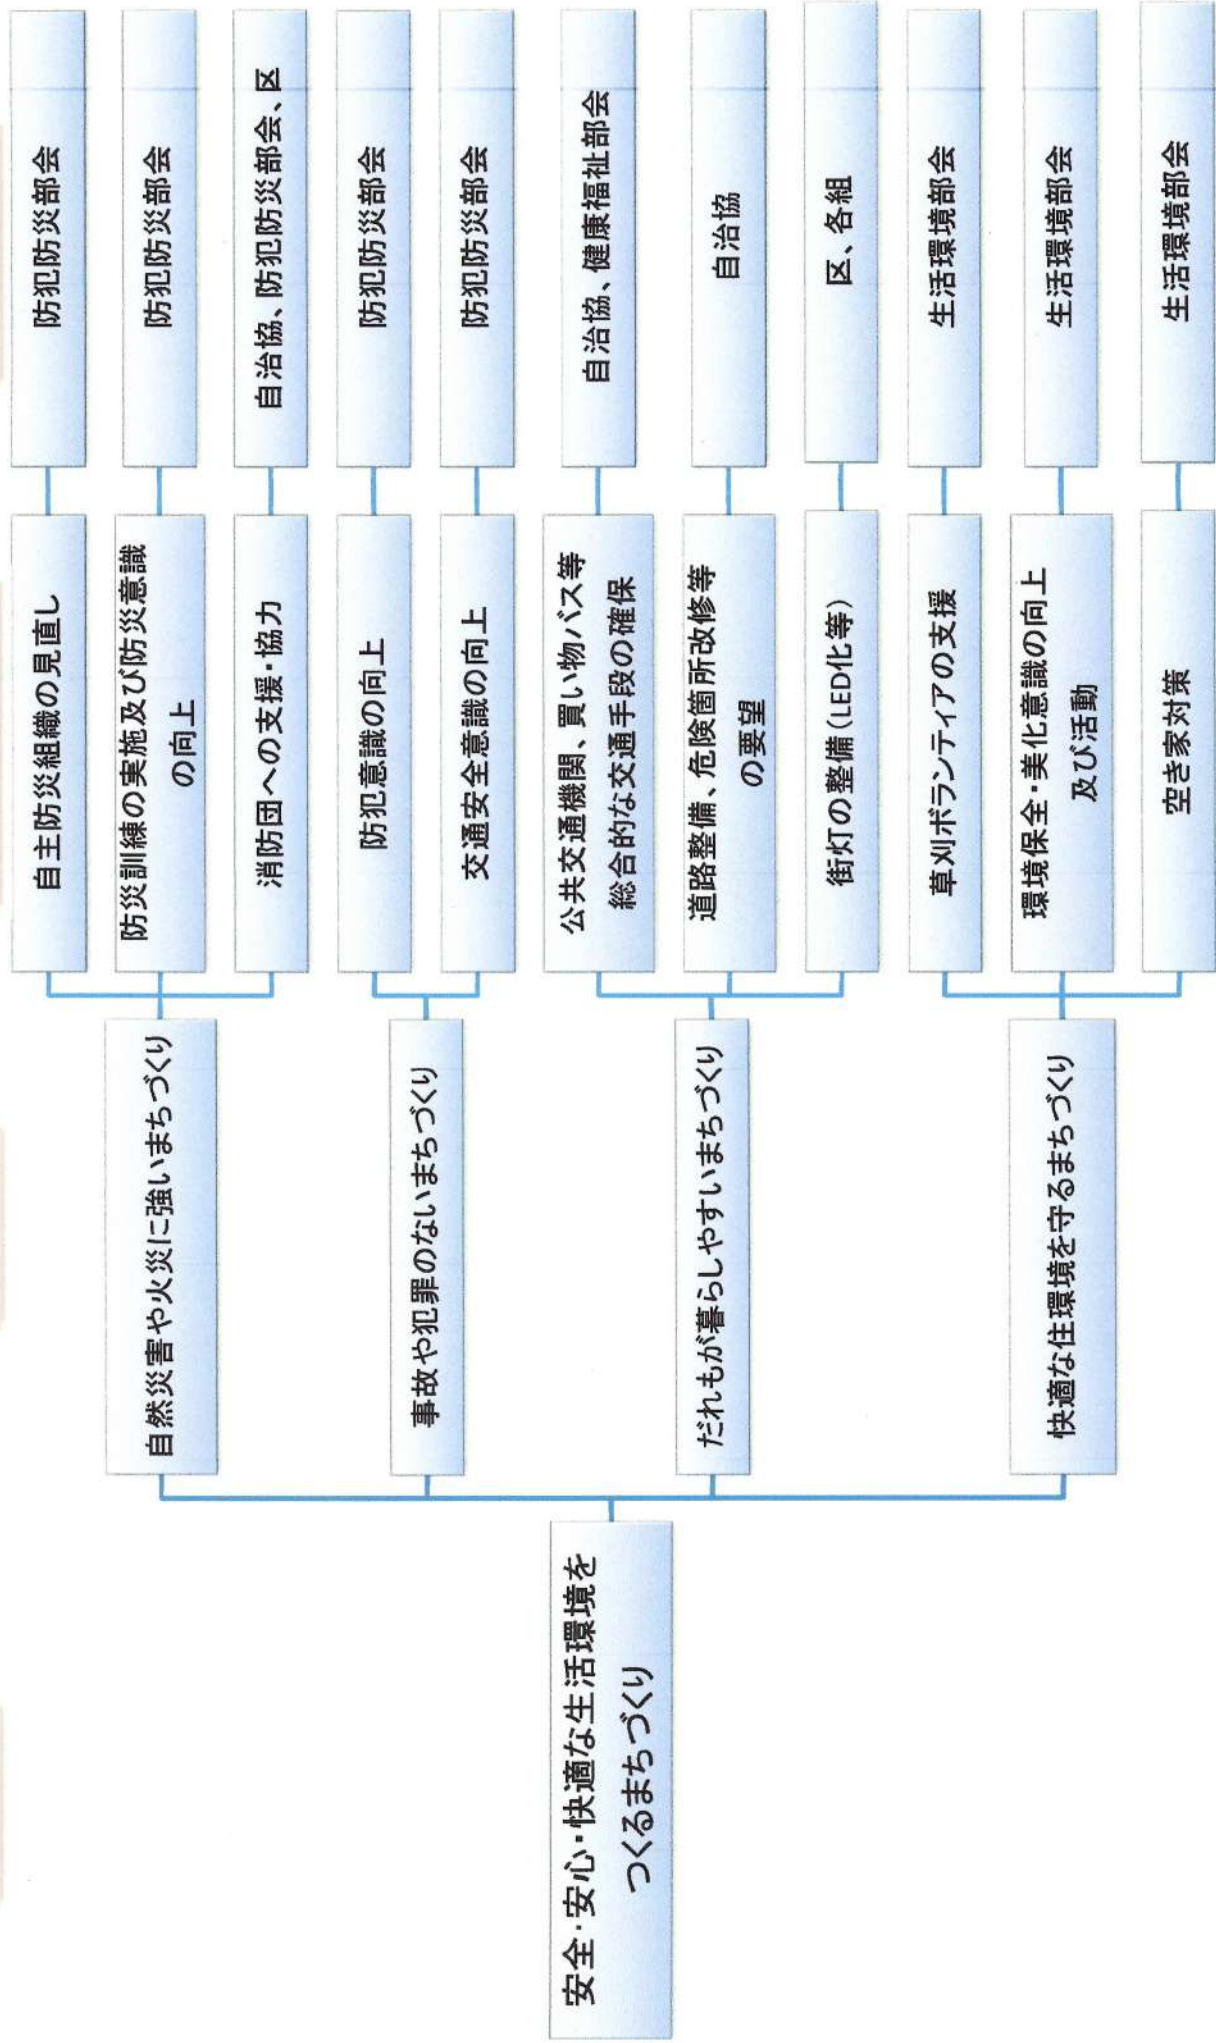 安全・安心・快適な生活環境を
つくるまちづくり
自然災害や火災に強いまちづくり
自主防災組織の見直し
防犯防災部会
防災訓練の実施及び防災意識
の向上
防犯防災部会
消防団への支援・協力
自治協、防犯防災部会、区
事故や犯罪のないまちづくり
防犯意識の向上
防犯防災部会
交通安全意識の向上
防犯防災部会
だれもが暮らしやすいまちづくり
公共交通機関、買い物バス等
総合的な交通手段の確保
自治協、健康福祉部会
道路整備、危険箇所改修等
の要望
自治協
街灯の整備(LED化等)
区、各組
快適な住環境を守るまちづくり
草刈ボランティアの支援
生活環境部会
環境保全・美化意識の向上
及び活動
生活環境部会
空き家対策
生活環境部会